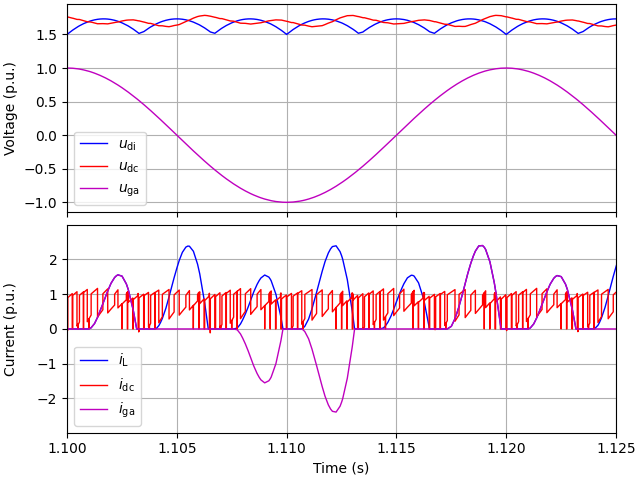 Voltage (p.u.)
1.5
1.0
0.5
0.0
−0.5
−1.0
u_di
u_dc
u_ga
Current (p.u.)
2
1
0
−1
−2
i_L
i_dc
i_ga
1.100 1.105 1.110 1.115 1.120 1.125
Time (s)